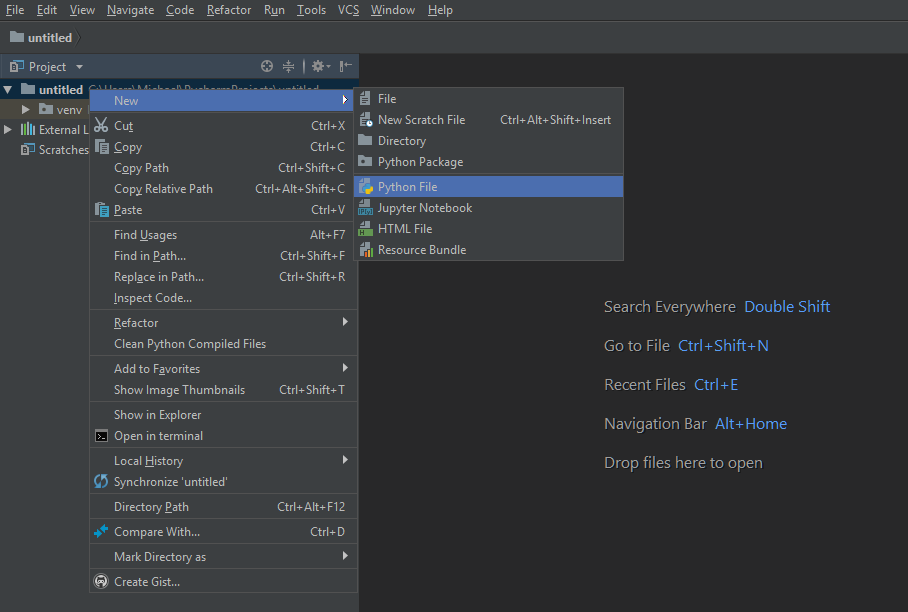 File Edit View Navigate Code Refactor Run Tools VCS Window Help
untitled
Project
untitled C:\Users\Michael\PycharmProjects\untitled
venv
External L
Scratches
New
Cut Ctrl+X
Copy Ctrl+C
Copy Path Ctrl+Shift+C
Copy Relative Path Ctrl+Alt+Shift+C
Paste Ctrl+V
Find Usages Alt+F7
Find in Path... Ctrl+Shift+F
Replace in Path... Ctrl+Shift+R
Inspect Code...
Refactor
Clean Python Compiled Files
Add to Favorites
Show Image Thumbnails Ctrl+Shift+T
Show in Explorer
Open in terminal
Local History
Synchronize 'untitled'
Directory Path Ctrl+Alt+F12
Compare With... Ctrl+D
Mark Directory as
Create Gist...
File
New Scratch File Ctrl+Alt+Shift+Insert
Directory
Python Package
Python File
Jupyter Notebook
HTML File
Resource Bundle
Search Everywhere Double Shift
Go to File Ctrl+Shift+N
Recent Files Ctrl+E
Navigation Bar Alt+Home
Drop files here to open